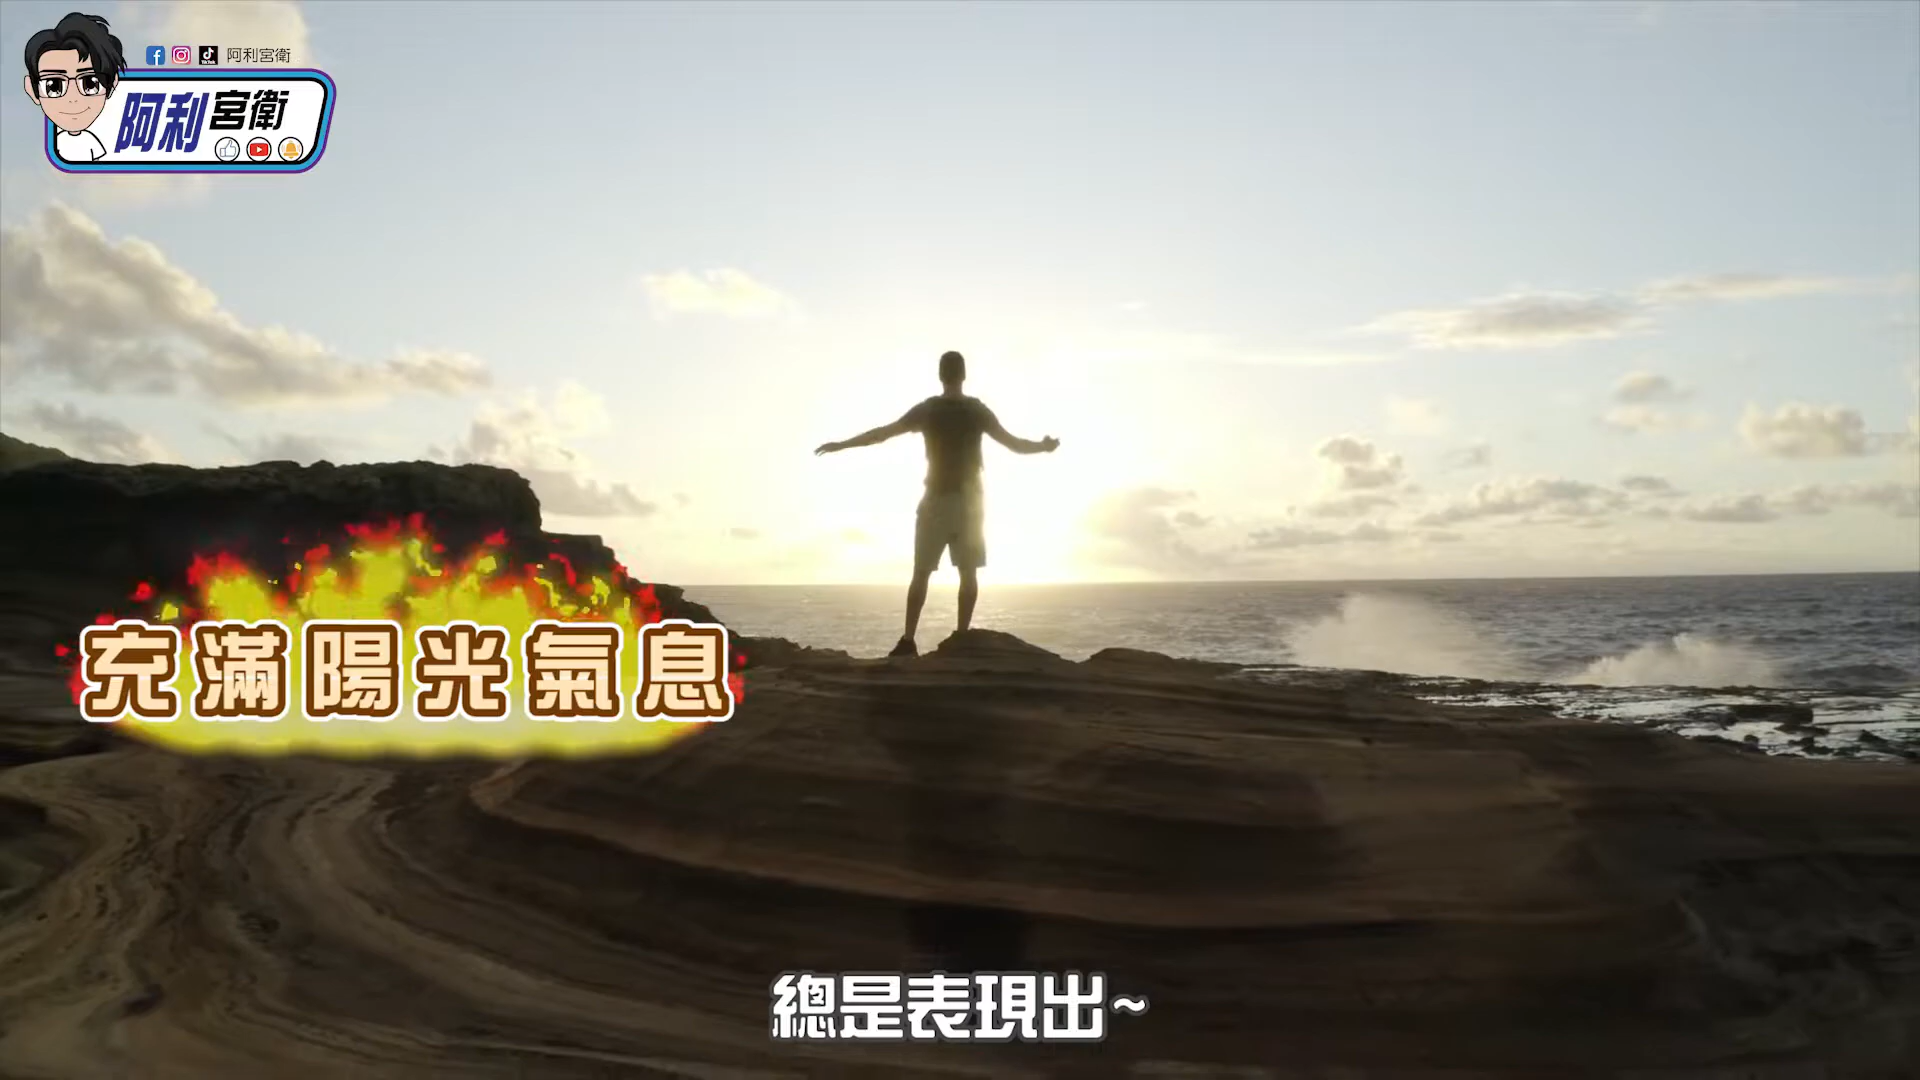 阿利宮衛
阿利宮衛
充滿陽光氣息
總是表現出~